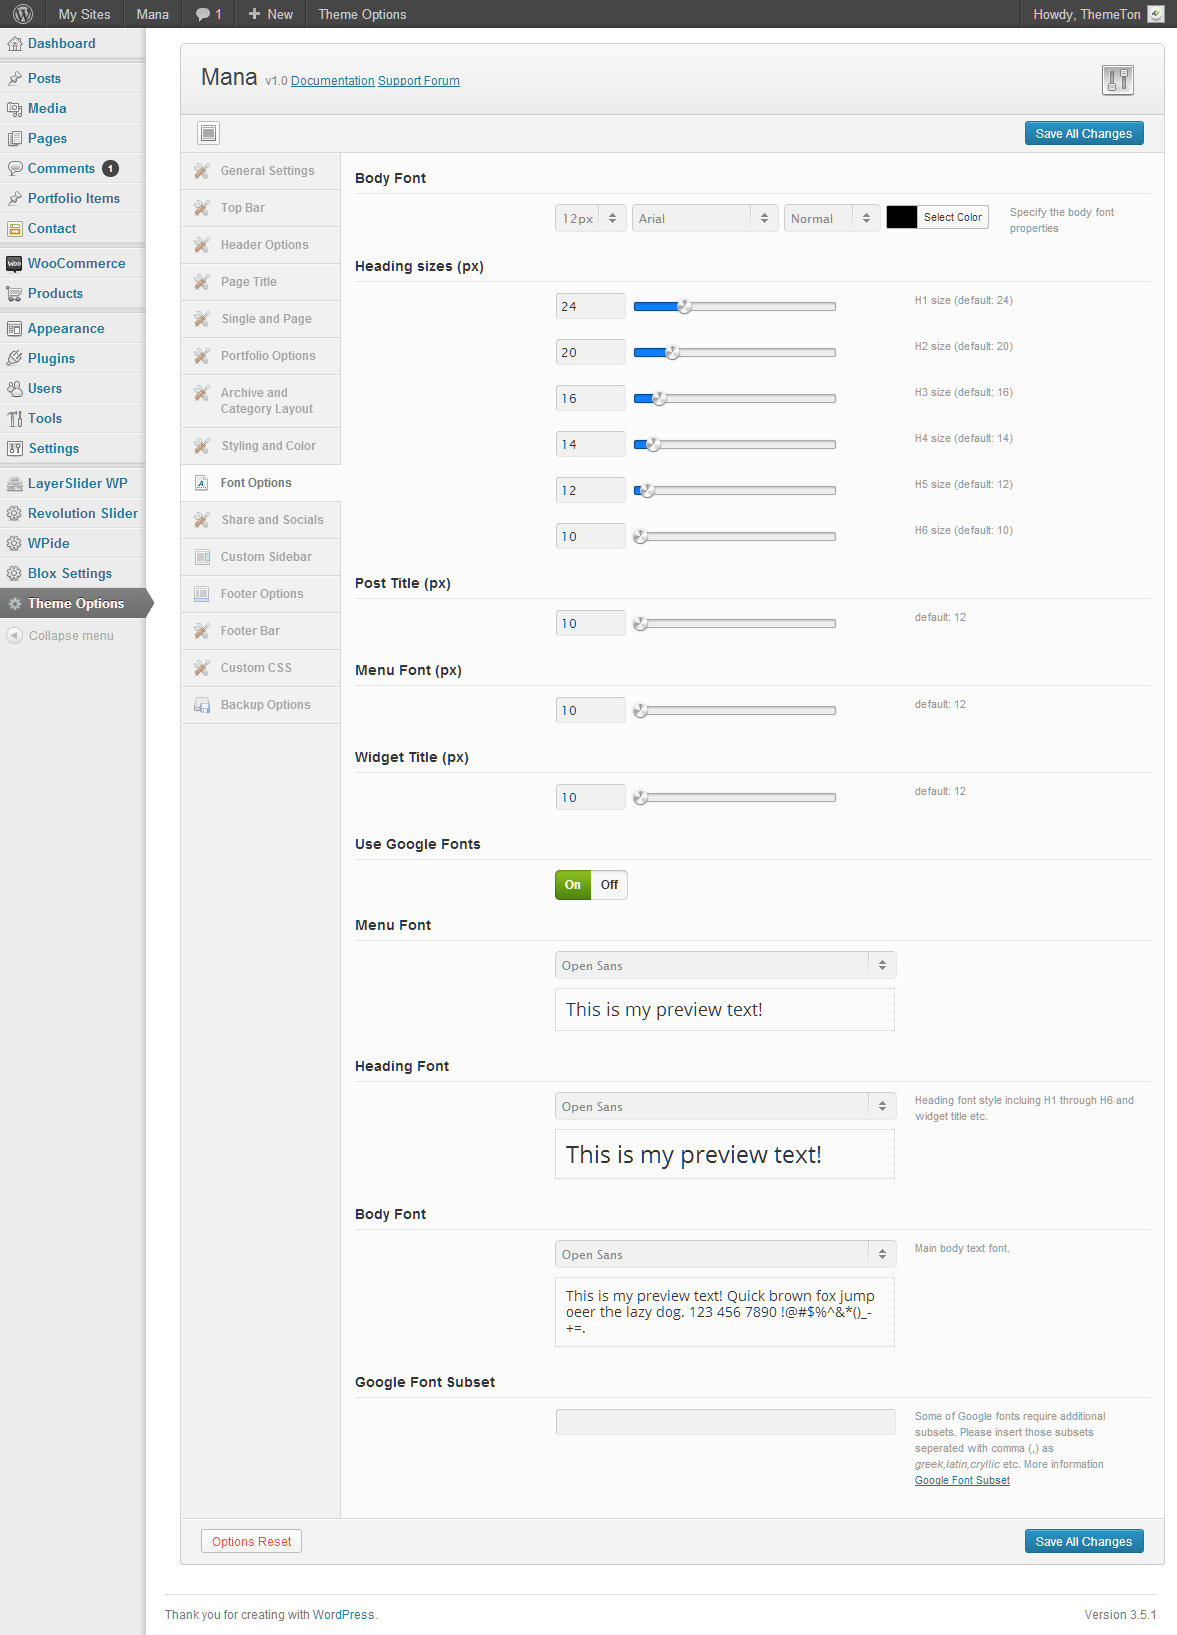 My Sites Mana 1 New Theme Options Howdy, ThemeTon
Dashboard
Posts
Media
Pages
Comments 1
Portfolio Items
Contact
WooCommerce
Products
Appearance
Plugins
Users
Tools
Settings
LayerSlider WP
Revolution Slider
WPide
Blox Settings
Theme Options
Collapse menu
Mana v1.0 Documentation Support Forum
Save All Changes
General Settings
Top Bar
Header Options
Page Title
Single and Page
Portfolio Options
Archive and
Category Layout
Styling and Color
Font Options
Share and Socials
Custom Sidebar
Footer Options
Footer Bar
Custom CSS
Backup Options
Body Font
12px Arial Normal Select Color
Specify the body font
properties
Heading sizes (px)
24 H1 size (default: 24)
20 H2 size (default: 20)
16 H3 size (default: 16)
14 H4 size (default: 14)
12 H5 size (default: 12)
10 H6 size (default: 10)
Post Title (px)
10 default: 12
Menu Font (px)
10 default: 12
Widget Title (px)
10 default: 12
Use Google Fonts
On Off
Menu Font
Open Sans
This is my preview text!
Heading Font
Open Sans
Heading font style incluing H1 through H6 and
widget title etc.
This is my preview text!
Body Font
Open Sans
Main body text font.
This is my preview text! Quick brown fox jump
oeer the lazy dog. 123 456 7890 !@#$%^&*()_-
+=.
Google Font Subset
Some of Google fonts require additional
subsets. Please insert those subsets
seperated with comma (,) as
greek,latin,cryllic etc. More information
Google Font Subset
Options Reset
Save All Changes
Thank you for creating with WordPress.
Version 3.5.1